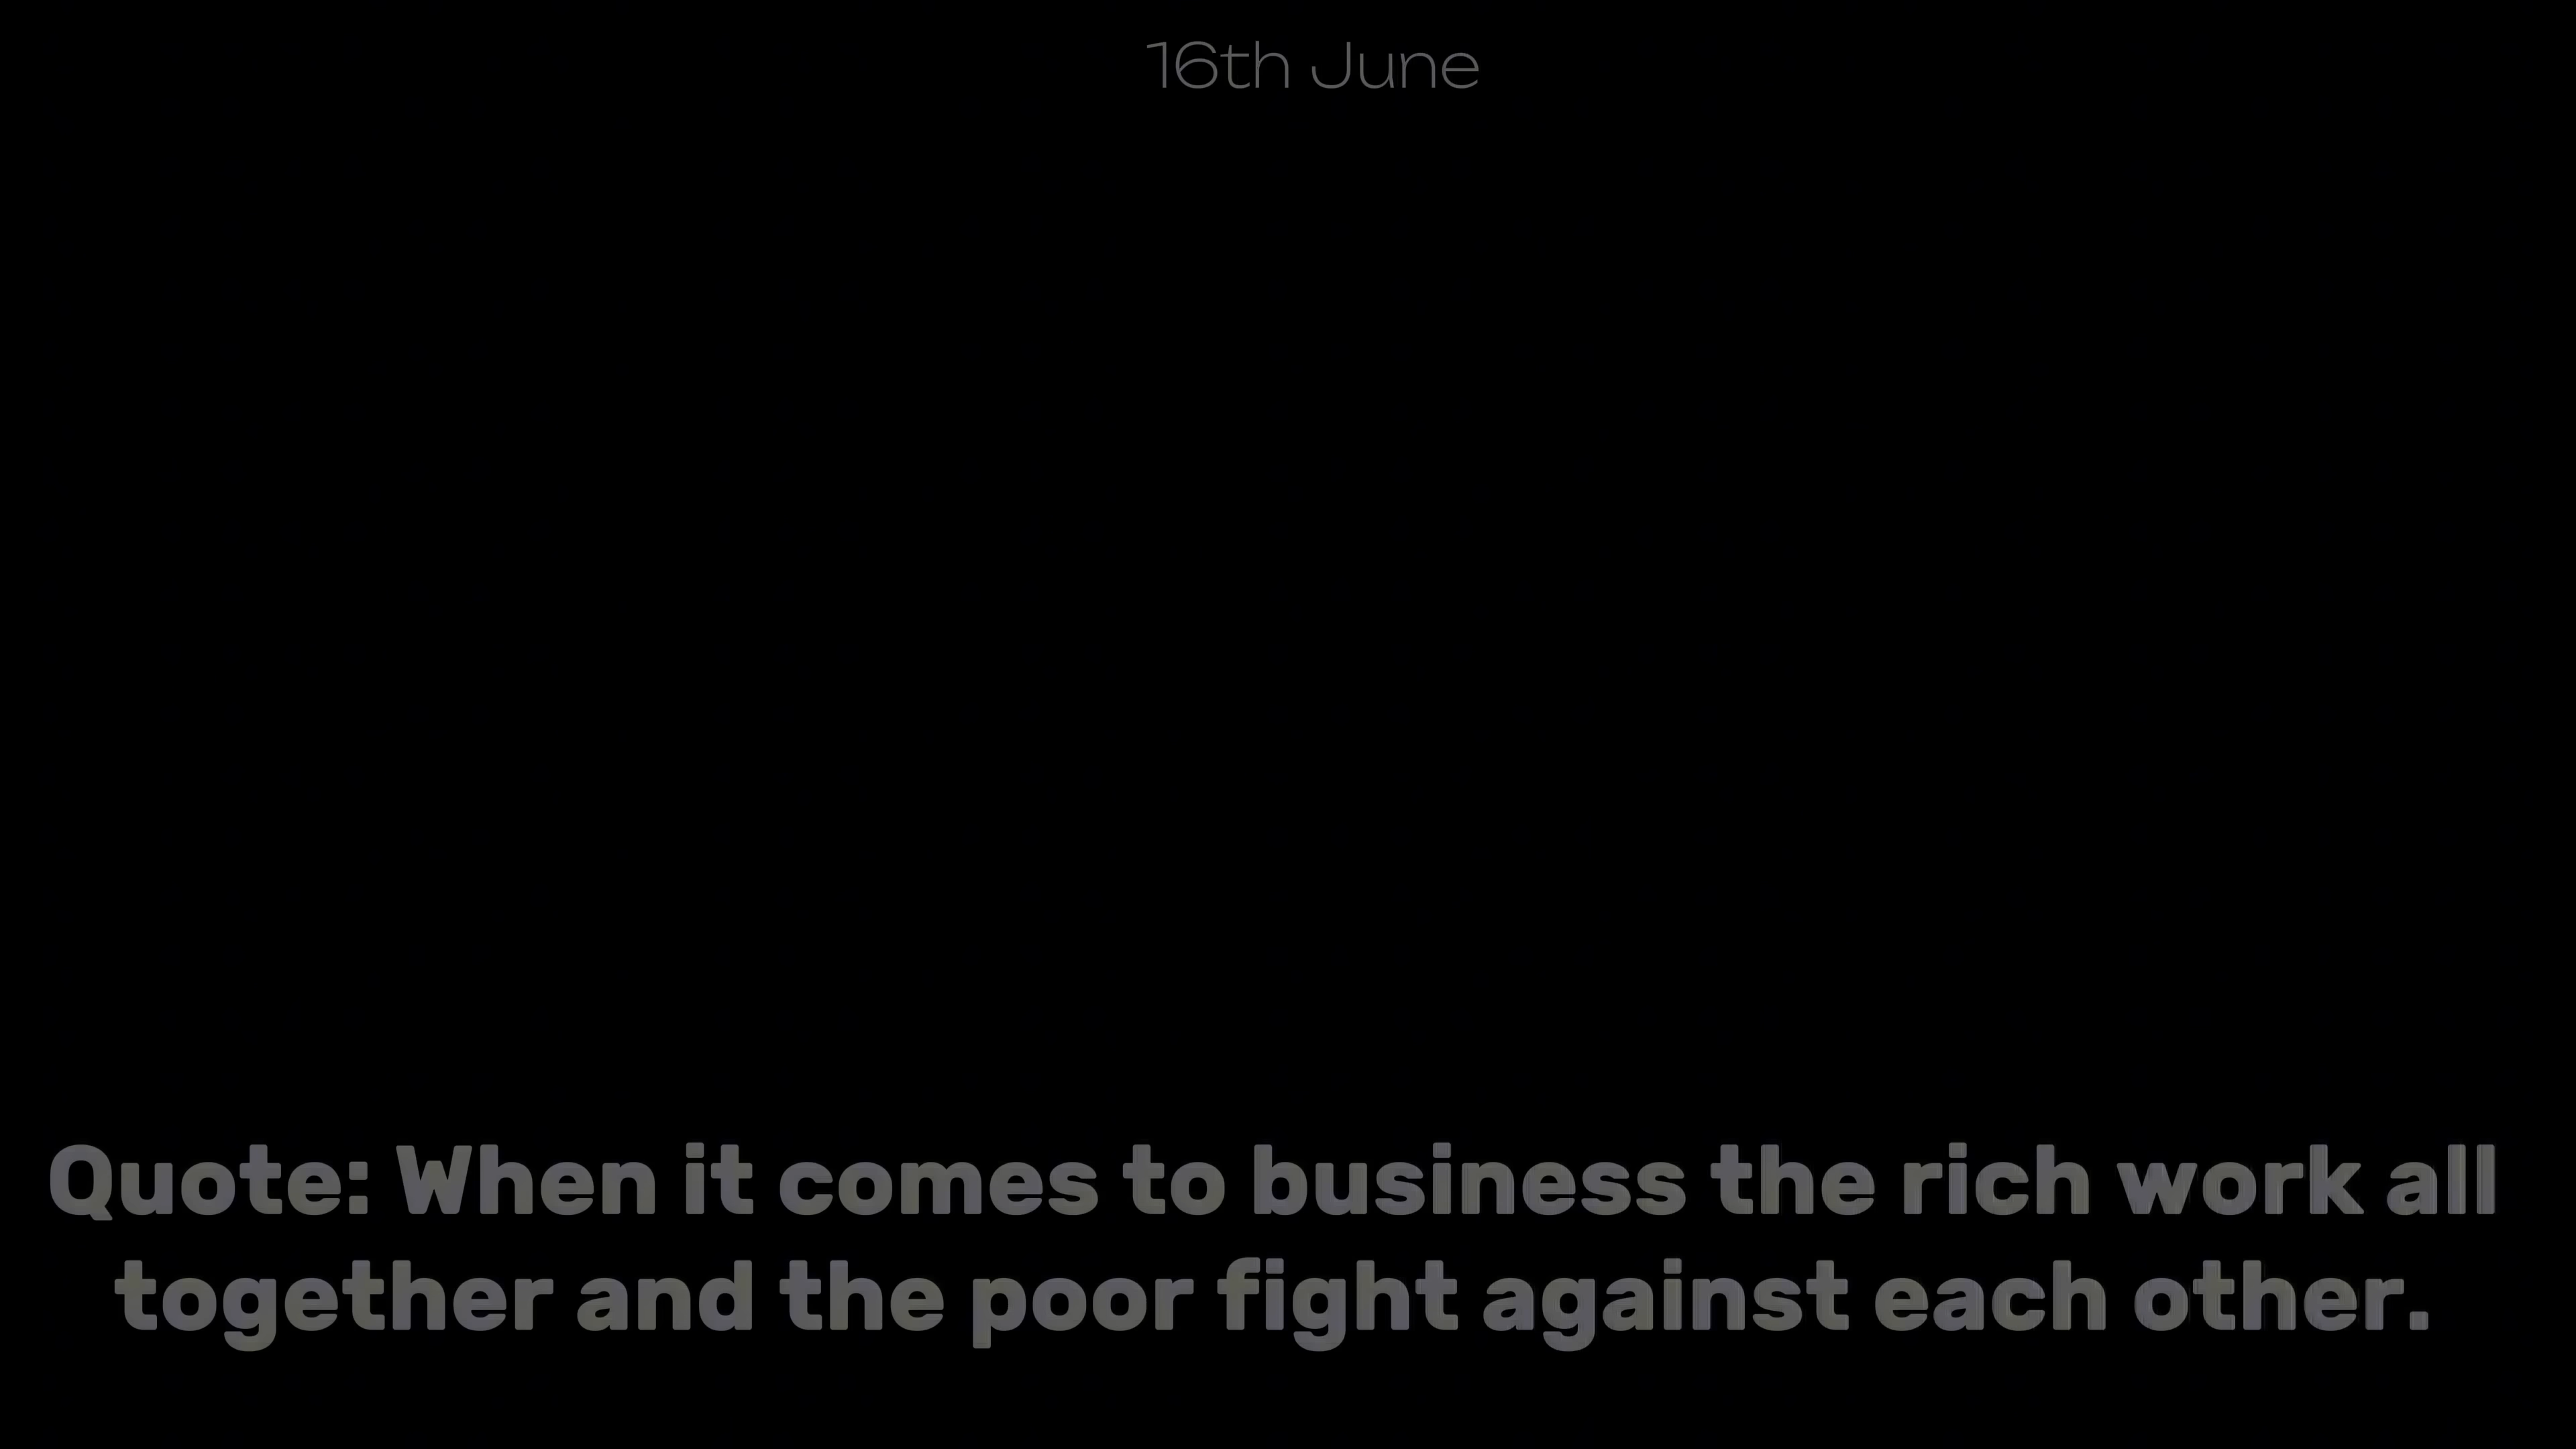 16th June
Quote: When it comes to business the rich work all
together and the poor fight against each other.